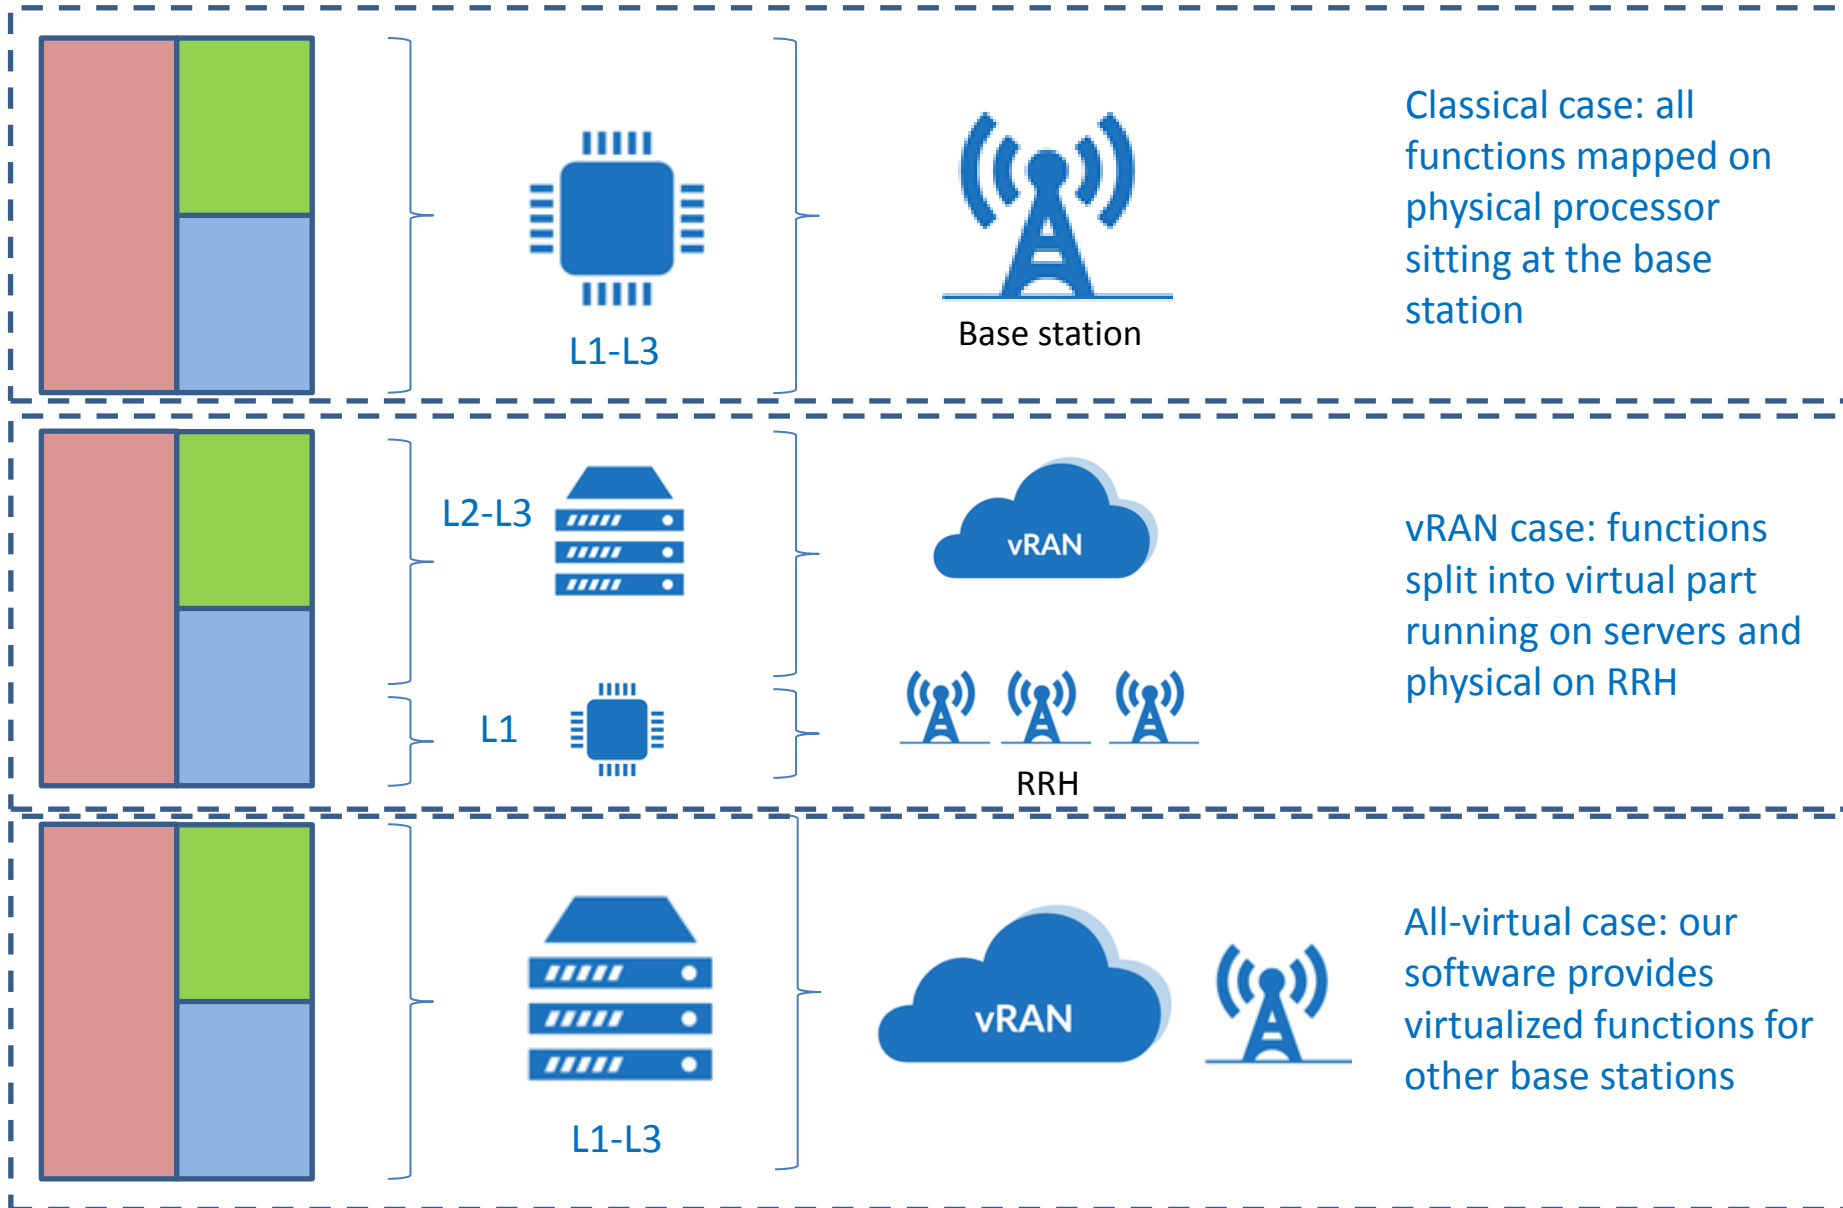 L1-L3
Base station
Classical case: all
functions mapped on
physical processor
sitting at the base
station
L2-L3
vRAN
L1
RRH
vRAN case: functions
split into virtual part
running on servers and
physical on RRH
L1-L3
vRAN
All-virtual case: our
software provides
virtualized functions for
other base stations